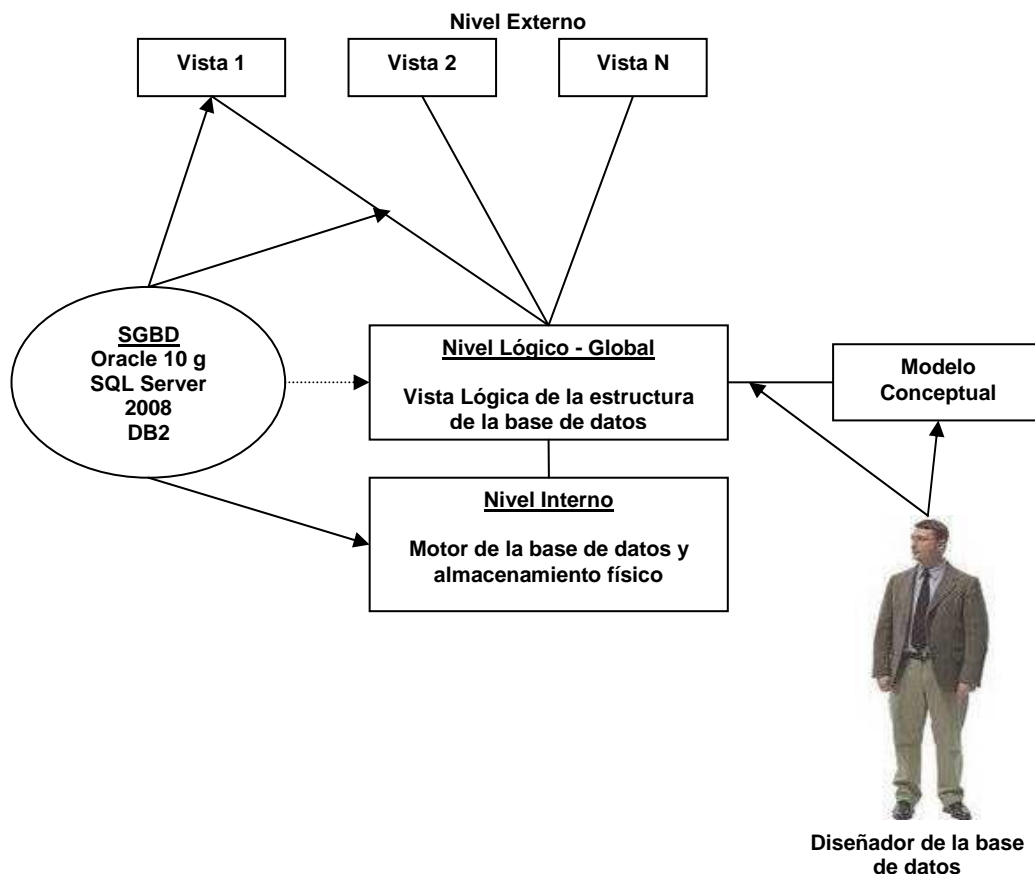 Nivel Externo
Vista 1
Vista 2
Vista N
SGBD
Oracle 10 g
SQL Server
2008
DB2
Nivel Lógico - Global
Vista Lógica de la estructura
de la base de datos
Modelo
Conceptual
Nivel Interno
Motor de la base de datos y
almacenamiento físico
Diseñador de la base
de datos